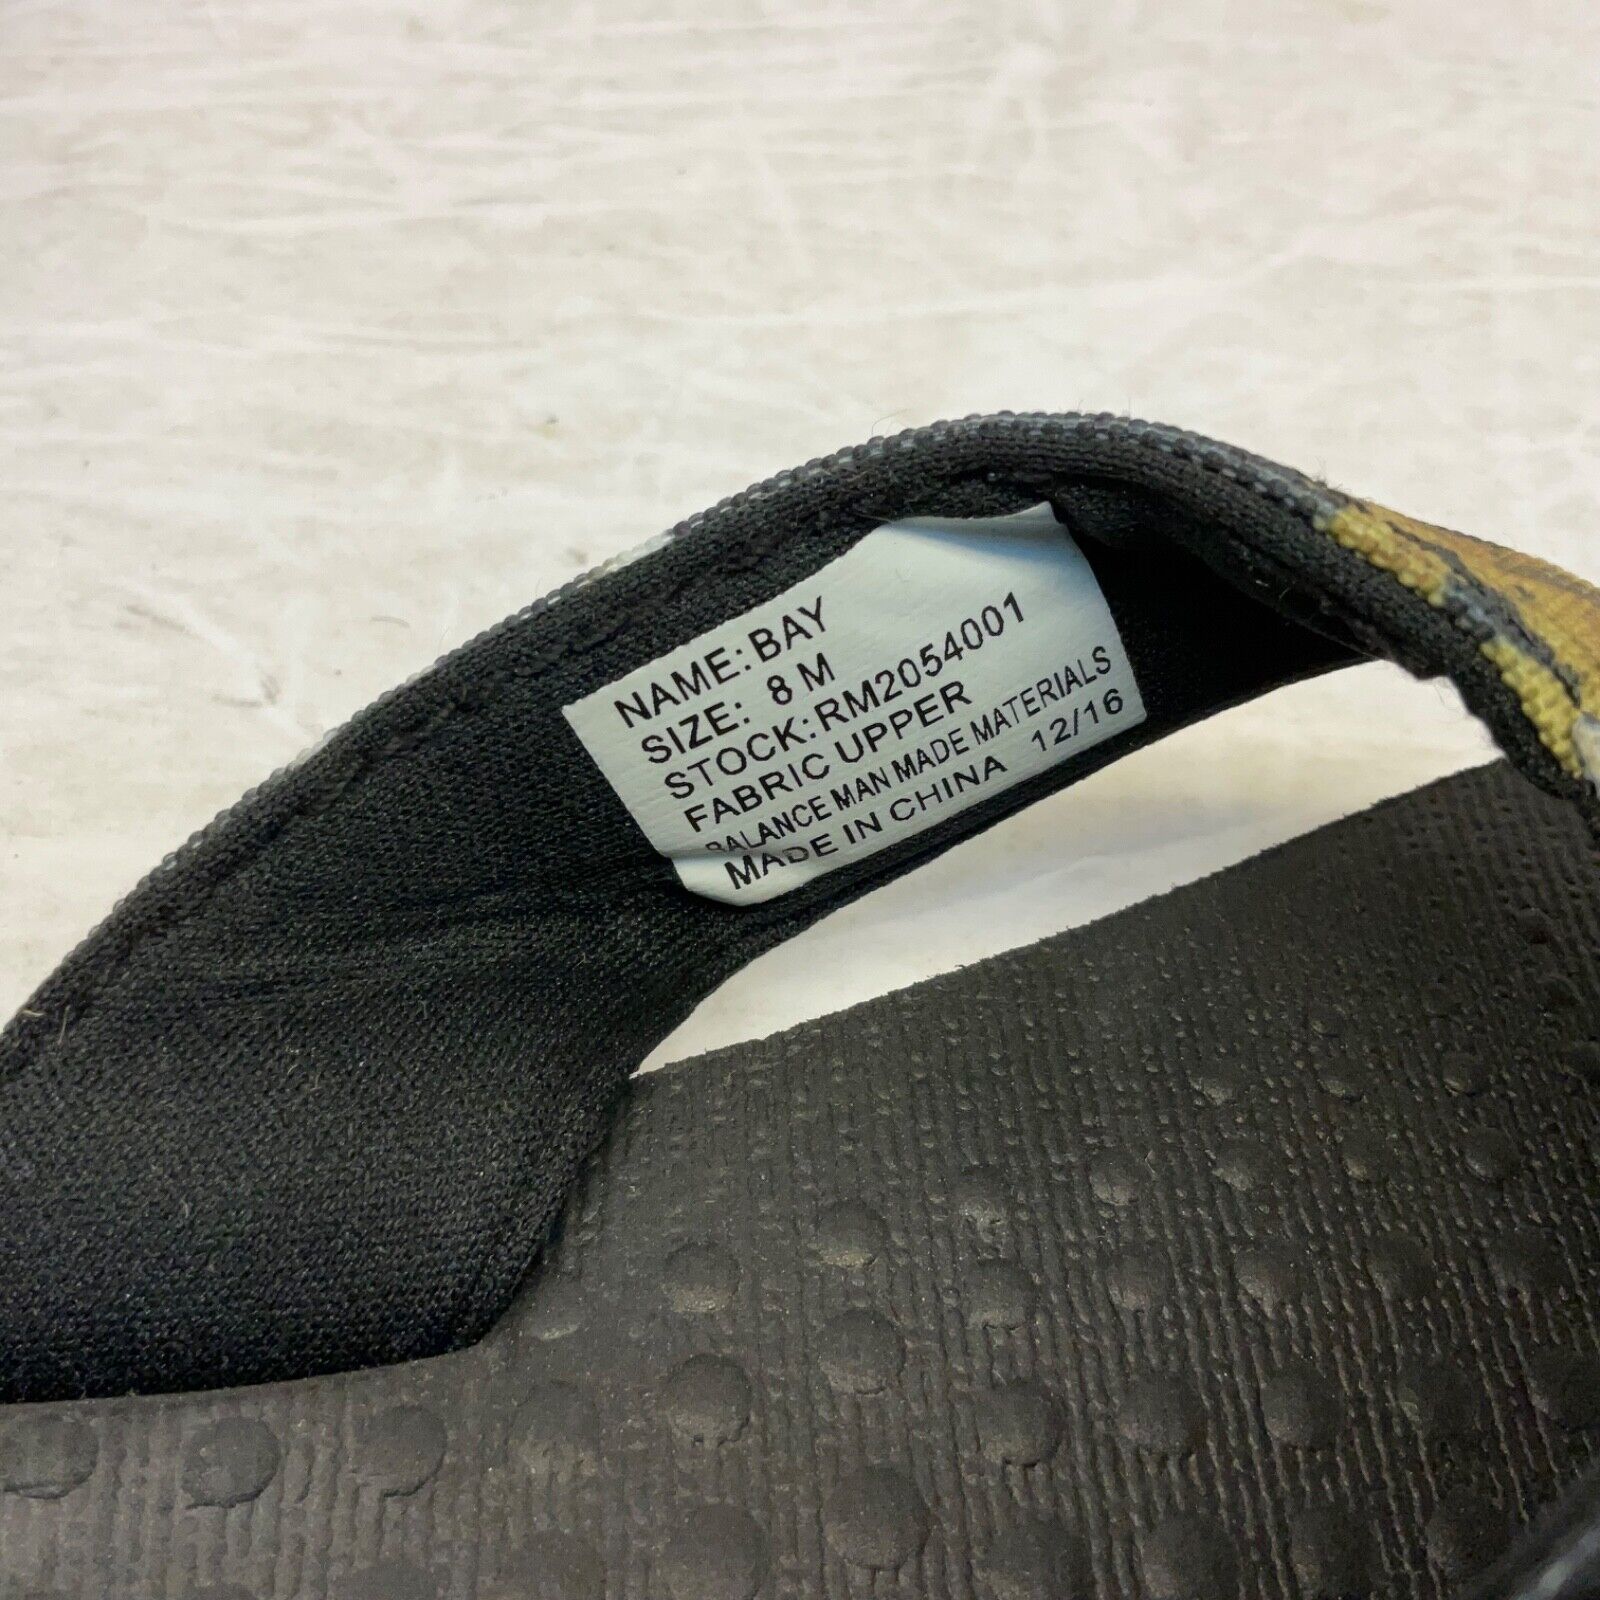 NAME: BAY
SIZE: 8 M
STOCK: RM2054001
FABRIC UPPER
BALANCE MAN MADE MATERIALS
MADE IN CHINA 12/16